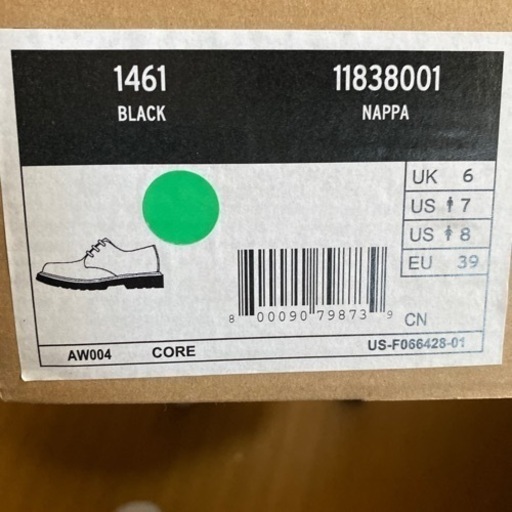 1461 11838001
BLACK NAPPA
UK 6
US 7
US 8
EU 39
8 00090 79873 9
CN
AW004 CORE US-F066428-01